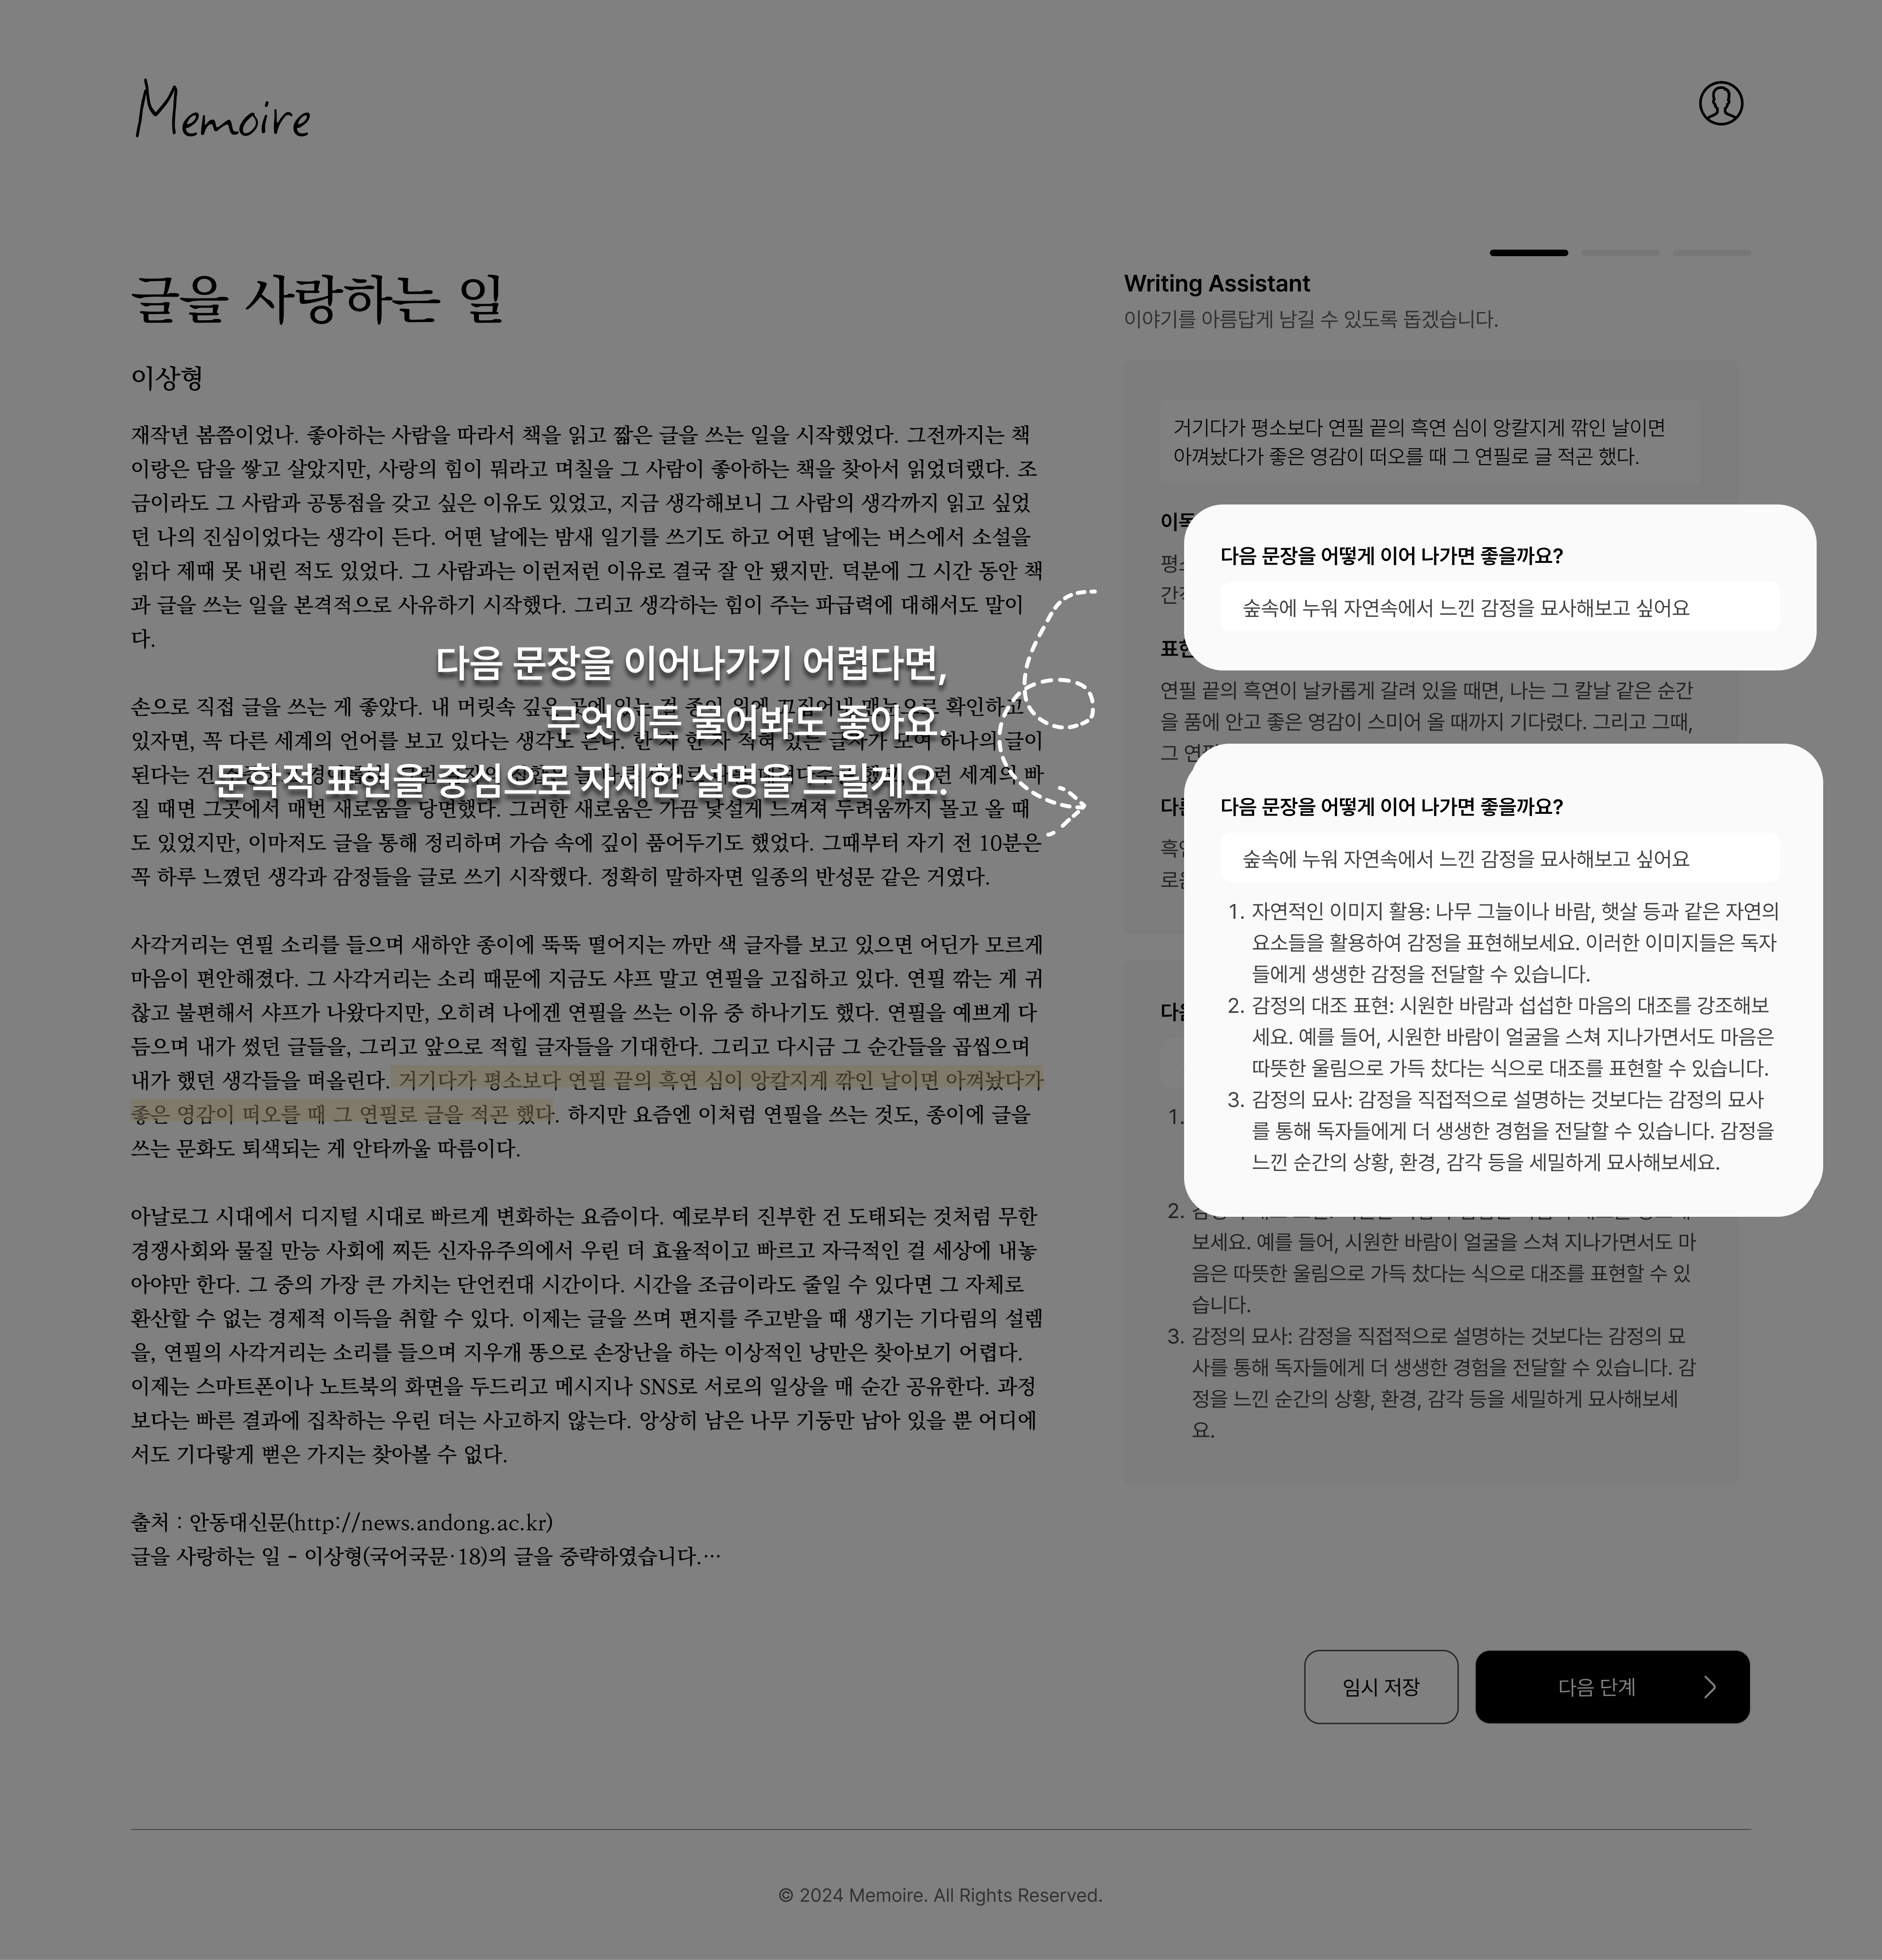 Memoire
글을 사랑하는 일
이상형
재작년 봄쯤이었나. 좋아하는 사람을 따라서 책을 읽고 짧은 글을 쓰는 일을 시작했었다. 그전까지는 책
이랑은 담을 쌓고 살았지만, 사랑의 힘이 뭐라고 며칠을 그 사람이 좋아하는 책을 찾아서 읽었더랬다. 조
금이라도 그 사람과 공통점을 갖고 싶은 이유도 있었고, 지금 생각해보니 그 사람의 생각까지 읽고 싶었
던 나의 진심이었다는 생각이 든다. 어떤 날에는 밤새 일기를 쓰기도 하고 어떤 날에는 버스에서 소설을
읽다 제때 못 내린 적도 있었다. 그 사람과는 이런저런 이유로 결국 잘 안 됐지만. 덕분에 그 시간 동안 책
과 글을 쓰는 일을 본격적으로 사유하기 시작했다. 그리고 생각하는 힘이 주는 파급력에 대해서도 말이
다.
다음 문장을 이어나가기 어렵다면,
무엇이든 물어봐도 좋아요.
문학적 표현을 중심으로 자세한 설명을 드릴게요.
손으로 직접 글을 쓰는 게 좋았다. 내 머릿속 깊은 곳에 있는 걸 종이 위에 끄집어내 확인하고
있자면, 꼭 다른 세계의 언어를 보고 있다는 생각도 든다. 한 자 한 자 적혀 있는 글자가 모여 하나의 글이
된다는 건 세계의 빠
질 때면 그곳에서 매번 새로움을 당면했다. 그러한 새로움은 가끔 낯설게 느껴져 두려움까지 몰고 올 때
도 있었지만, 이마저도 글을 통해 정리하며 가슴 속에 깊이 품어두기도 했었다. 그때부터 자기 전 10분은
꼭 하루 느꼈던 생각과 감정들을 글로 쓰기 시작했다. 정확히 말하자면 일종의 반성문 같은 거였다.
사각거리는 연필 소리를 들으며 새하얀 종이에 뚝뚝 떨어지는 까만 색 글자를 보고 있으면 어딘가 모르게
마음이 편안해졌다. 그 사각거리는 소리 때문에 지금도 샤프 말고 연필을 고집하고 있다. 연필 깎는 게 귀
찮고 불편해서 샤프가 나왔다지만, 오히려 나에겐 연필을 쓰는 이유 중 하나기도 했다. 연필을 예쁘게 다
듬으며 내가 썼던 글들을, 그리고 앞으로 적힐 글자들을 기대한다. 그리고 다시금 그 순간들을 곱씹으며
내가 했던 생각들을 떠올린다. 거기다가 평소보다 연필 끝의 흑연 심이 앙칼지게 깎인 날이면 아껴놨다가
좋은 영감이 떠오를 때 그 연필로 글을 적곤 했다. 하지만 요즘엔 이처럼 연필을 쓰는 것도, 종이에 글을
쓰는 문화도 퇴색되는 게 안타까울 따름이다.
아날로그 시대에서 디지털 시대로 빠르게 변화하는 요즘이다. 예로부터 진부한 건 도태되는 것처럼 무한
경쟁사회와 물질 만능 사회에 찌든 신자유주의에서 우린 더 효율적이고 빠르고 자극적인 걸 세상에 내놓
아야만 한다. 그 중의 가장 큰 가치는 단언컨대 시간이다. 시간을 조금이라도 줄일 수 있다면 그 자체로
환산할 수 없는 경제적 이득을 취할 수 있다. 이제는 글을 쓰며 편지를 주고받을 때 생기는 기다림의 설렘
을, 연필의 사각거리는 소리를 들으며 지우개 똥으로 손장난을 하는 이상적인 낭만은 찾아보기 어렵다.
이제는 스마트폰이나 노트북의 화면을 두드리고 메시지나 SNS로 서로의 일상을 매 순간 공유한다. 과정
보다는 빠른 결과에 집착하는 우린 더는 사고하지 않는다. 앙상히 남은 나무 기둥만 남아 있을 뿐 어디에
서도 기다랗게 뻗은 가지는 찾아볼 수 없다.
출처 : 안동대신문(http://news.andong.ac.kr)
글을 사랑하는 일 - 이상형(국어국문·18)의 글을 중략하였습니다.…
Writing Assistant
이야기를 아름답게 남길 수 있도록 돕겠습니다.
거기다가 평소보다 연필 끝의 흑연 심이 앙칼지게 깎인 날이면
아껴놨다가 좋은 영감이 떠오를 때 그 연필로 글 적곤 했다.
다음 문장을 어떻게 이어 나가면 좋을까요?
숲속에 누워 자연속에서 느낀 감정을 묘사해보고 싶어요
연필 끝의 흑연이 날카롭게 갈려 있을 때면, 나는 그 칼날 같은 순간
을 품에 안고 좋은 영감이 스미어 올 때까지 기다렸다. 그리고 그때,
다음 문장을 어떻게 이어 나가면 좋을까요?
숲속에 누워 자연속에서 느낀 감정을 묘사해보고 싶어요
1. 자연적인 이미지 활용: 나무 그늘이나 바람, 햇살 등과 같은 자연의
요소들을 활용하여 감정을 표현해보세요. 이러한 이미지들은 독자
들에게 생생한 감정을 전달할 수 있습니다.
2. 감정의 대조 표현: 시원한 바람과 섭섭한 마음의 대조를 강조해보
세요. 예를 들어, 시원한 바람이 얼굴을 스쳐 지나가면서도 마음은
따뜻한 울림으로 가득 찼다는 식으로 대조를 표현할 수 있습니다.
3. 감정의 묘사: 감정을 직접적으로 설명하는 것보다는 감정의 묘사
를 통해 독자들에게 더 생생한 경험을 전달할 수 있습니다. 감정을
느낀 순간의 상황, 환경, 감각 등을 세밀하게 묘사해보세요.
1.
2.
보세요. 예를 들어, 시원한 바람이 얼굴을 스쳐 지나가면서도 마
음은 따뜻한 울림으로 가득 찼다는 식으로 대조를 표현할 수 있
습니다.
3. 감정의 묘사: 감정을 직접적으로 설명하는 것보다는 감정의 묘
사를 통해 독자들에게 더 생생한 경험을 전달할 수 있습니다. 감
정을 느낀 순간의 상황, 환경, 감각 등을 세밀하게 묘사해보세
요.
임시 저장
다음 단계
© 2024 Memoire. All Rights Reserved.